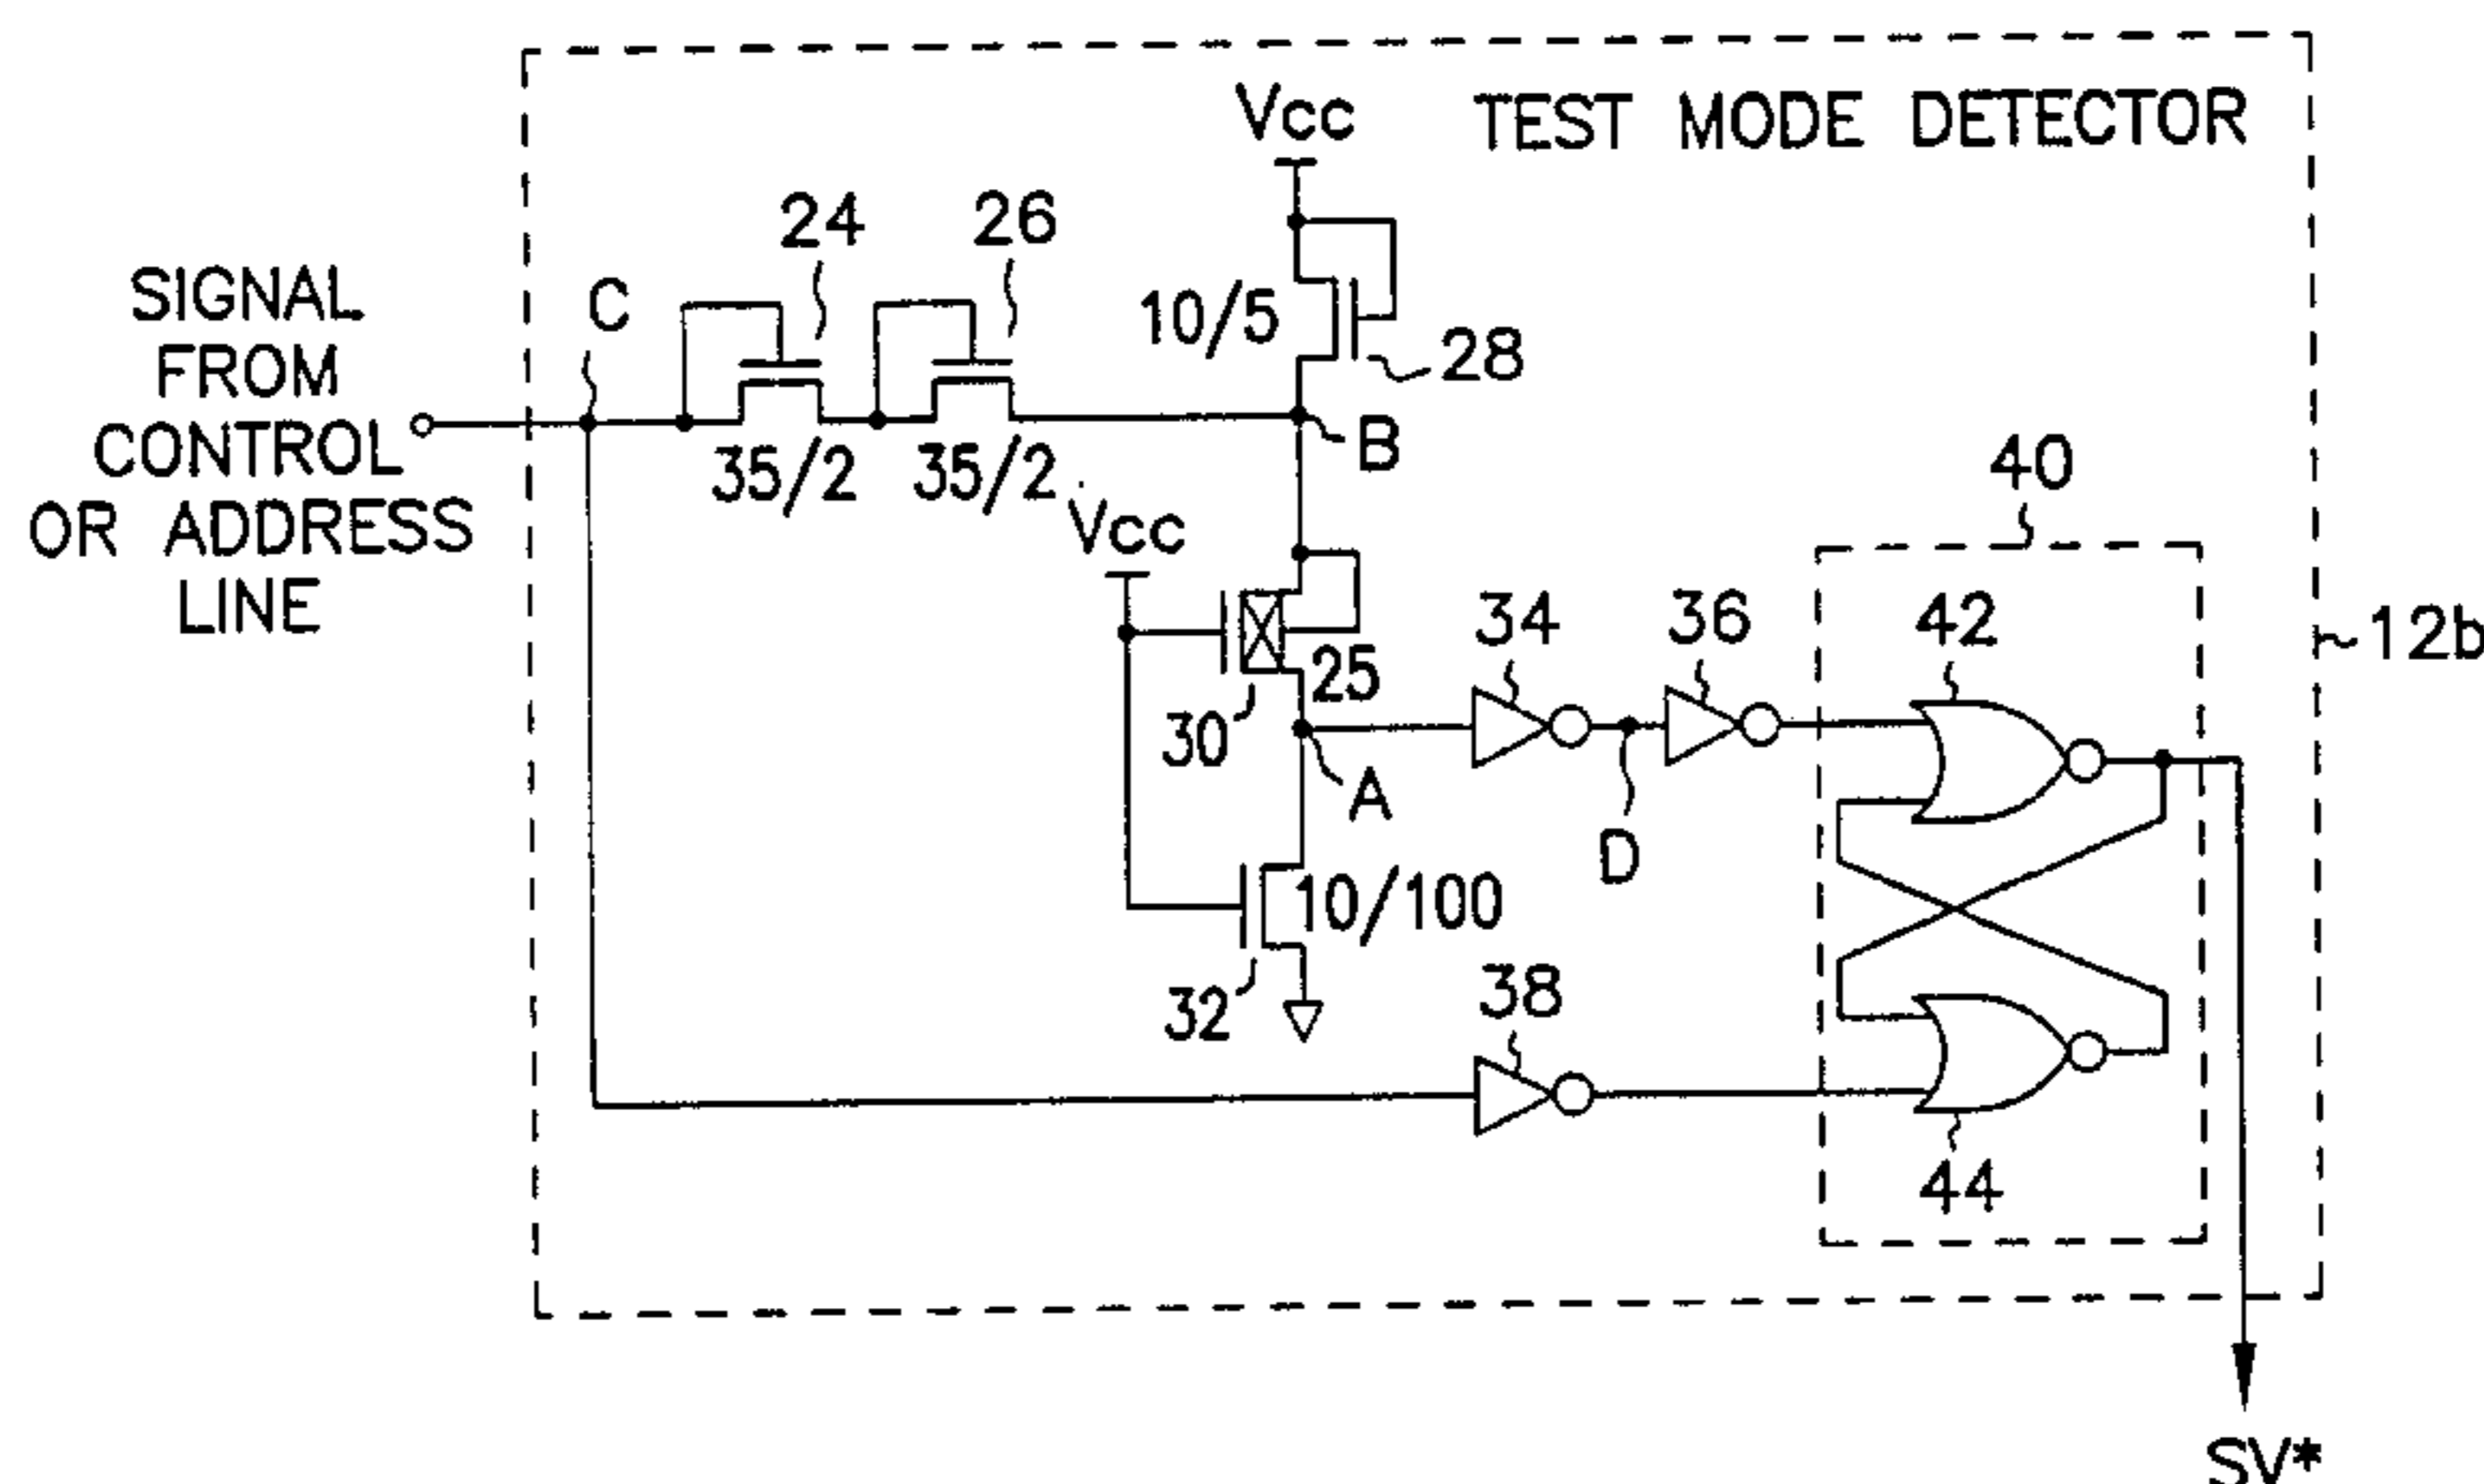 TEST MODE DETECTOR
Vcc
24
26
SIGNAL
FROM
CONTROL
OR ADDRESS
LINE
C
10/5
28
35/2
35/2
B
Vcc
40
34
36
42
12b
25
30
A
D
10/100
32
38
44
SV*